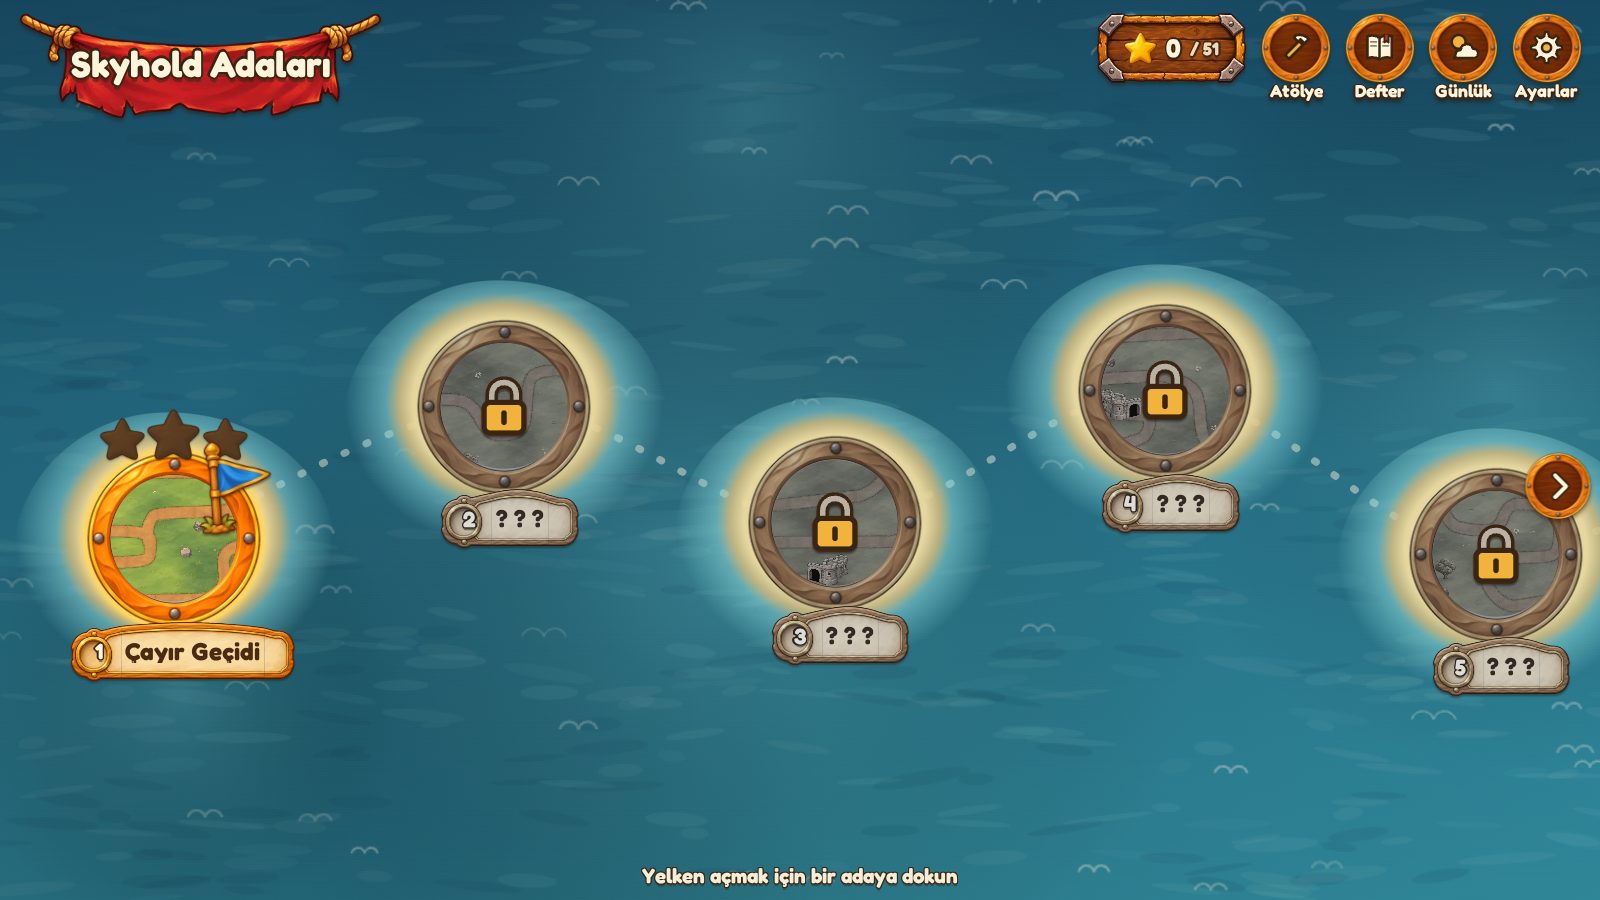 Skyhold Adaları
0 / 51
Atölye
Defter
Günlük
Ayarlar
1 Çayır Geçidi
2 ???
3 ???
4 ???
5 ???
Yelken açmak için bir adaya dokun